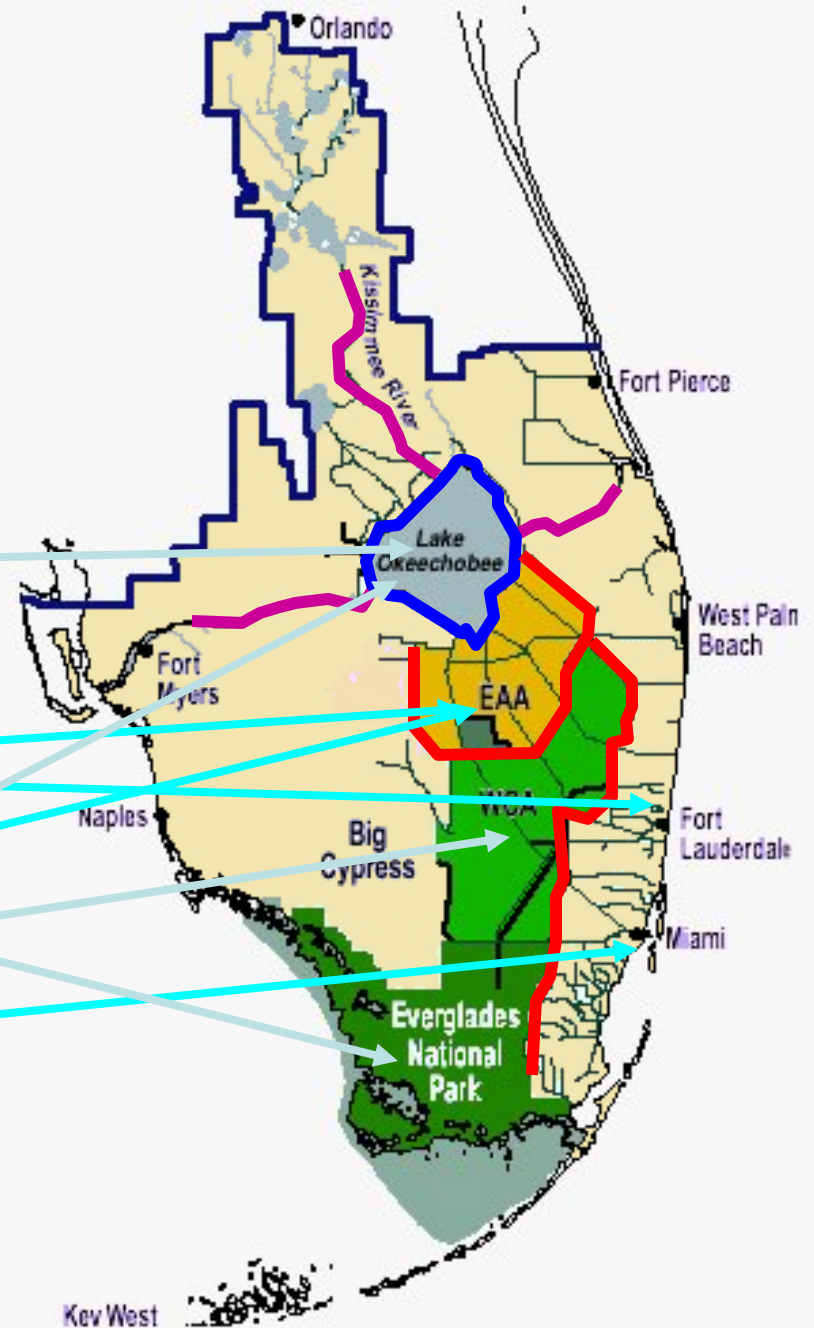 Orlando
Kissimmee River
Fort Pierce
Lake
Okeechobee
West Paln
Beach
Fort
Myers
EAA
WCA
Naples
Fort
Lauderdale
Big
Cypress
Miami
Everglades
National
Park
Key West